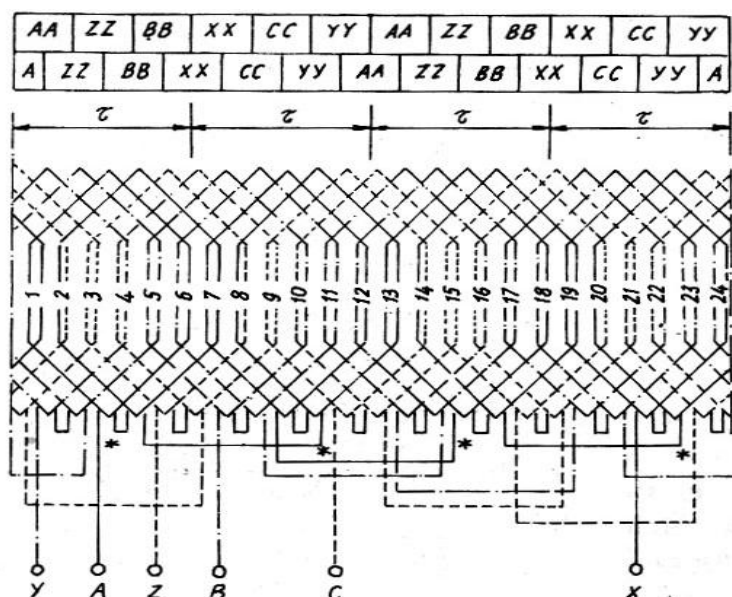 AA ZZ BB XX CC YY AA ZZ BB XX CC YY
A ZZ BB XX CC YY AA ZZ BB XX CC YY A
τ τ τ τ
1 2 3 4 5 6 7 8 9 10 11 12 13 14 15 16 17 18 19 20 21 22 23 24
* * * *
Y A Z B C X